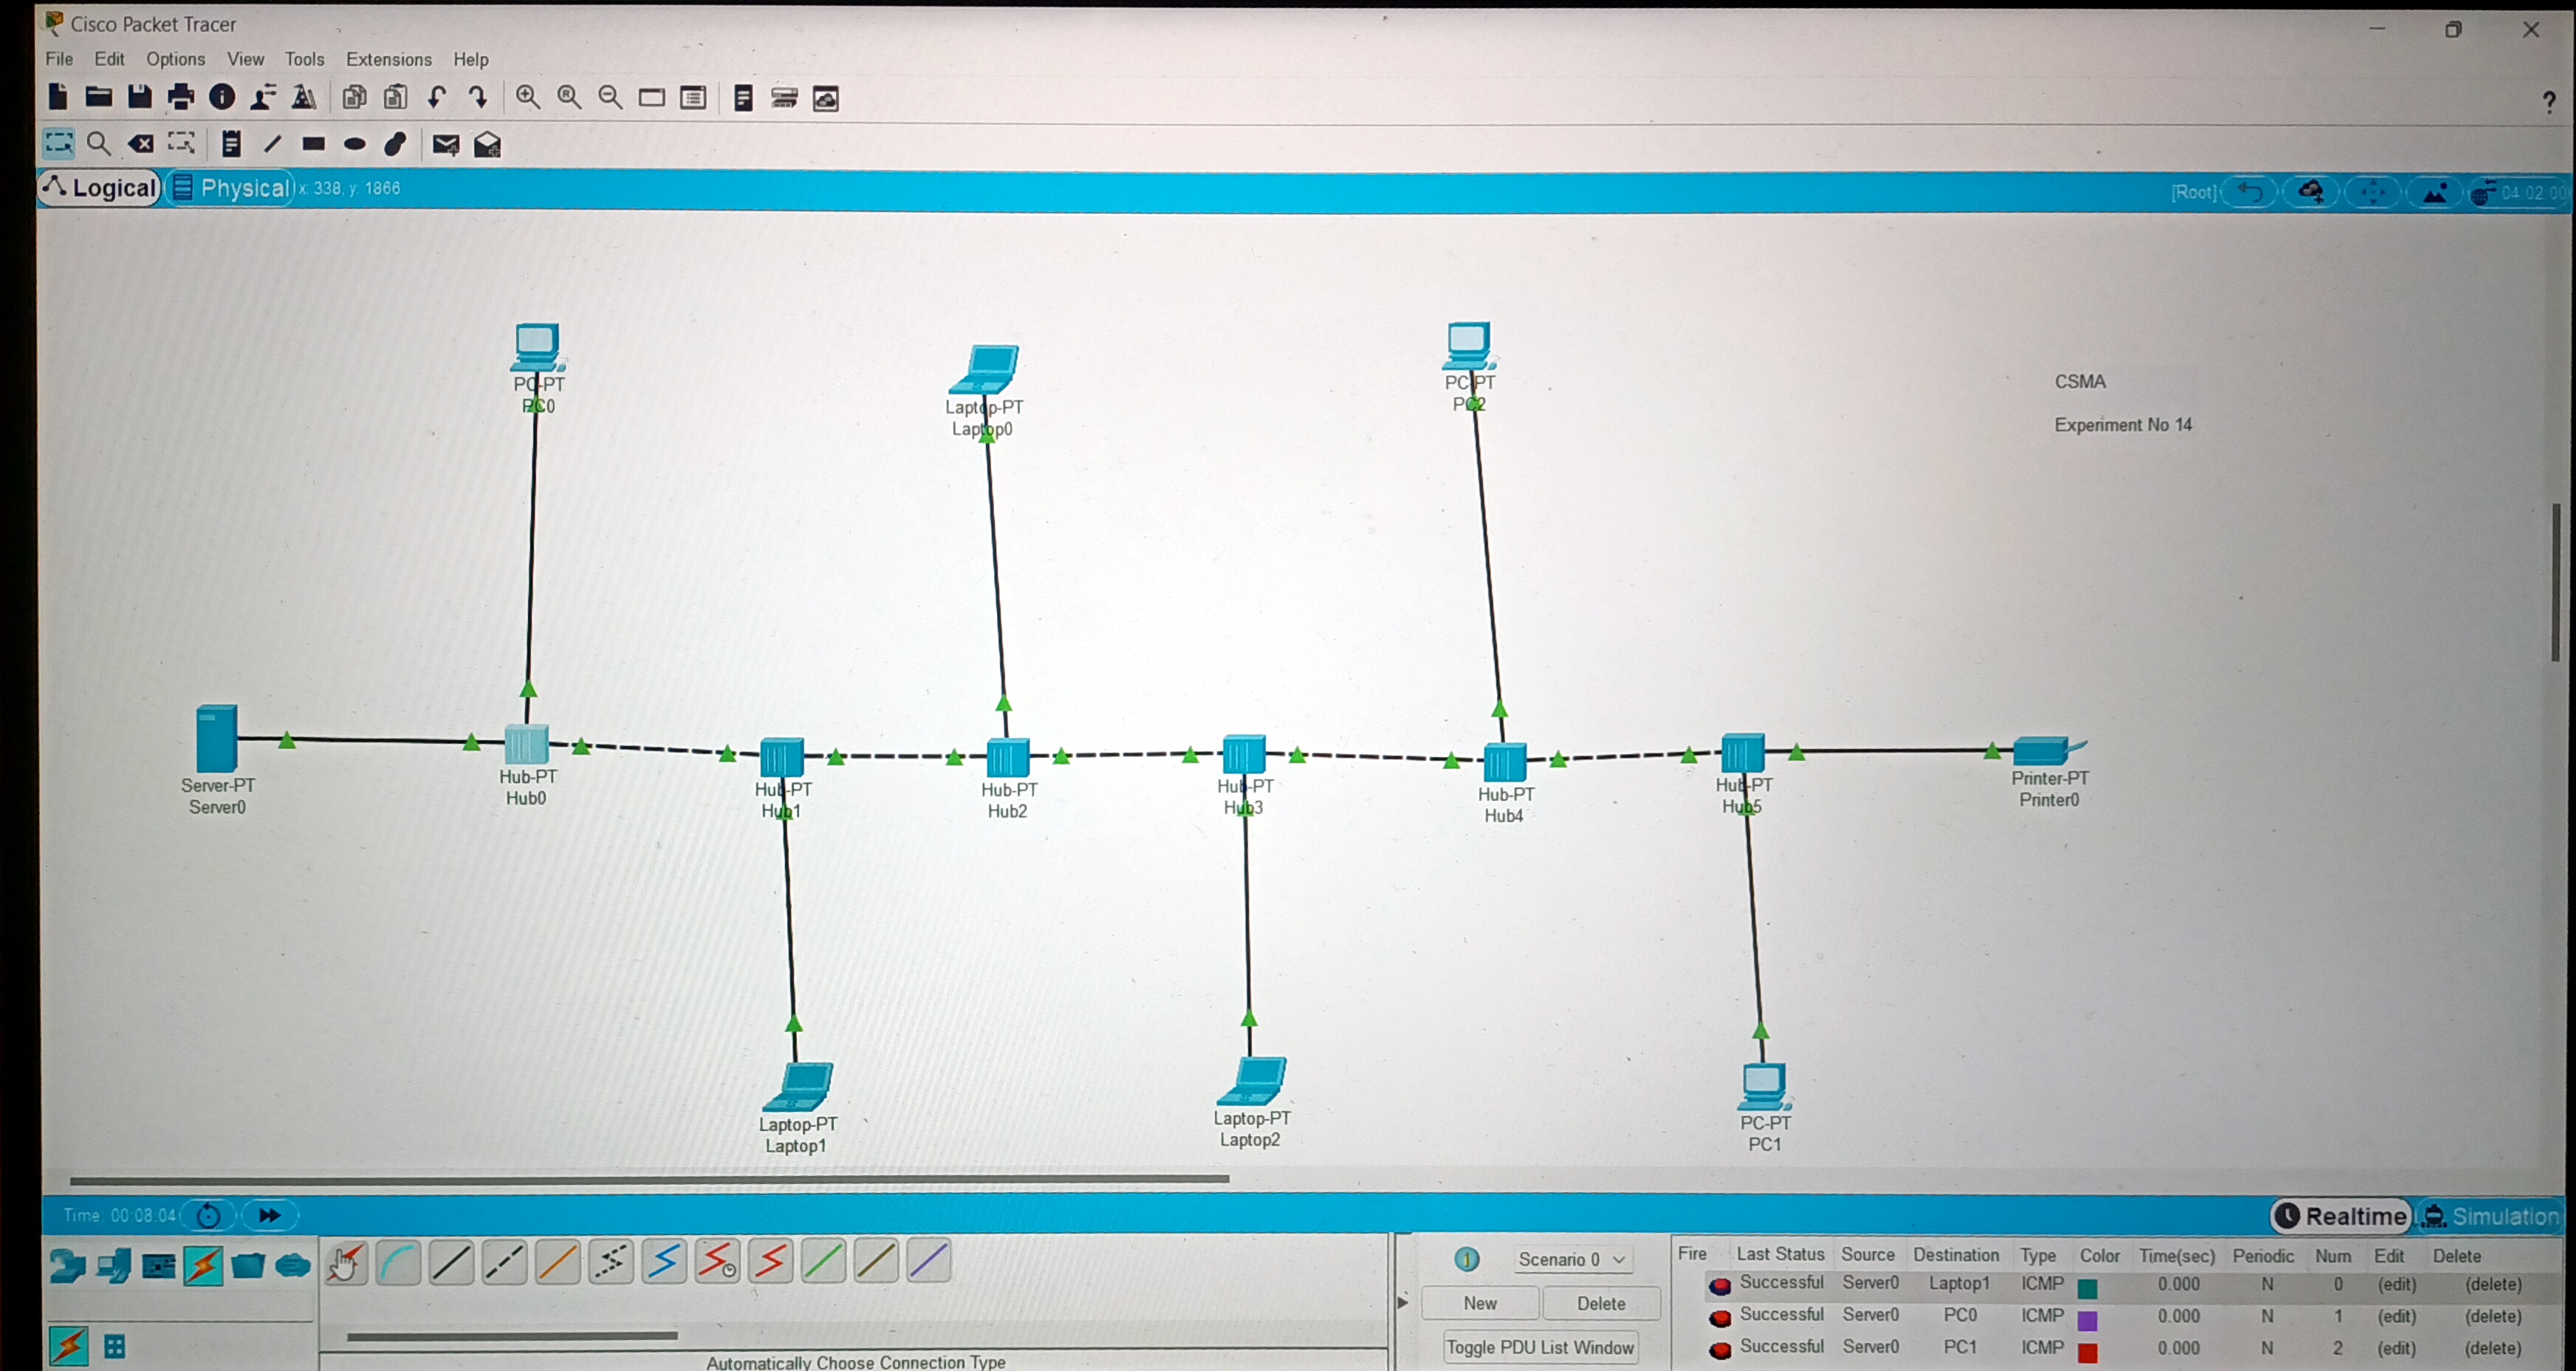 Cisco Packet Tracer
File Edit Options View Tools Extensions Help
?
Logical Physical x: 338, y: 1866 [Root] 04:02:00
PC-PT
PC0
Laptop-PT
Laptop0
PC-PT
PC2
CSMA
Experiment No 14
Server-PT
Server0
Hub-PT
Hub0
Hub-PT
Hub1
Hub-PT
Hub2
Hub-PT
Hub3
Hub-PT
Hub4
Hub-PT
Hub5
Printer-PT
Printer0
Laptop-PT
Laptop1
Laptop-PT
Laptop2
PC-PT
PC1
Time: 00:08:04 Realtime Simulation
Scenario 0
New Delete
Toggle PDU List Window
Automatically Choose Connection Type
Fire Last Status Source Destination Type Color Time(sec) Periodic Num Edit Delete
Successful Server0 Laptop1 ICMP 0.000 N 0 (edit) (delete)
Successful Server0 PC0 ICMP 0.000 N 1 (edit) (delete)
Successful Server0 PC1 ICMP 0.000 N 2 (edit) (delete)